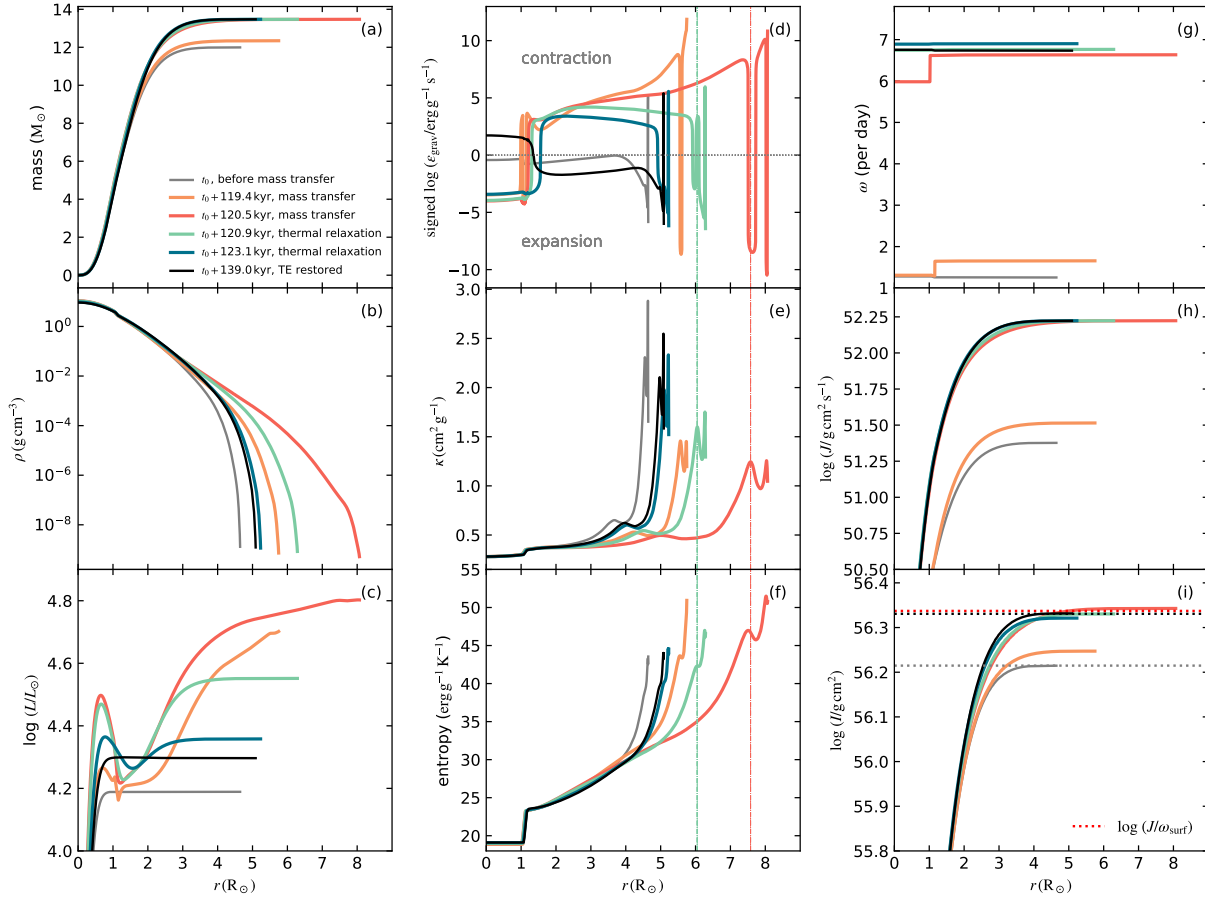 (a)
mass (M⊙)
14
12
10
8
6
4
2
0
t₀, before mass transfer
t₀ + 119.4 kyr, mass transfer
t₀ + 120.5 kyr, mass transfer
t₀ + 120.9 kyr, thermal relaxation
t₀ + 123.1 kyr, thermal relaxation
t₀ + 139.0 kyr, TE restored
(b)
ρ (g cm⁻³)
10⁰
10⁻²
10⁻⁴
10⁻⁶
10⁻⁸
(c)
log (L/L⊙)
4.8
4.6
4.4
4.2
4.0
0 1 2 3 4 5 6 7 8
r (R⊙)
(d)
contraction
expansion
signed log (ε_grav/erg g⁻¹ s⁻¹)
10
5
0
−5
−10
(e)
κ (cm² g⁻¹)
3.0
2.5
2.0
1.5
1.0
0.5
(f)
entropy (erg g⁻¹ K⁻¹)
55
50
45
40
35
30
25
20
0 1 2 3 4 5 6 7 8
r (R⊙)
(g)
ω (per day)
7
6
5
4
3
2
1
(h)
log (J/g cm² s⁻¹)
52.25
52.00
51.75
51.50
51.25
51.00
50.75
50.50
(i)
log (I/g cm²)
56.4
56.3
56.2
56.1
56.0
55.9
55.8
log (J/ω_surf)
0 1 2 3 4 5 6 7 8
r (R⊙)